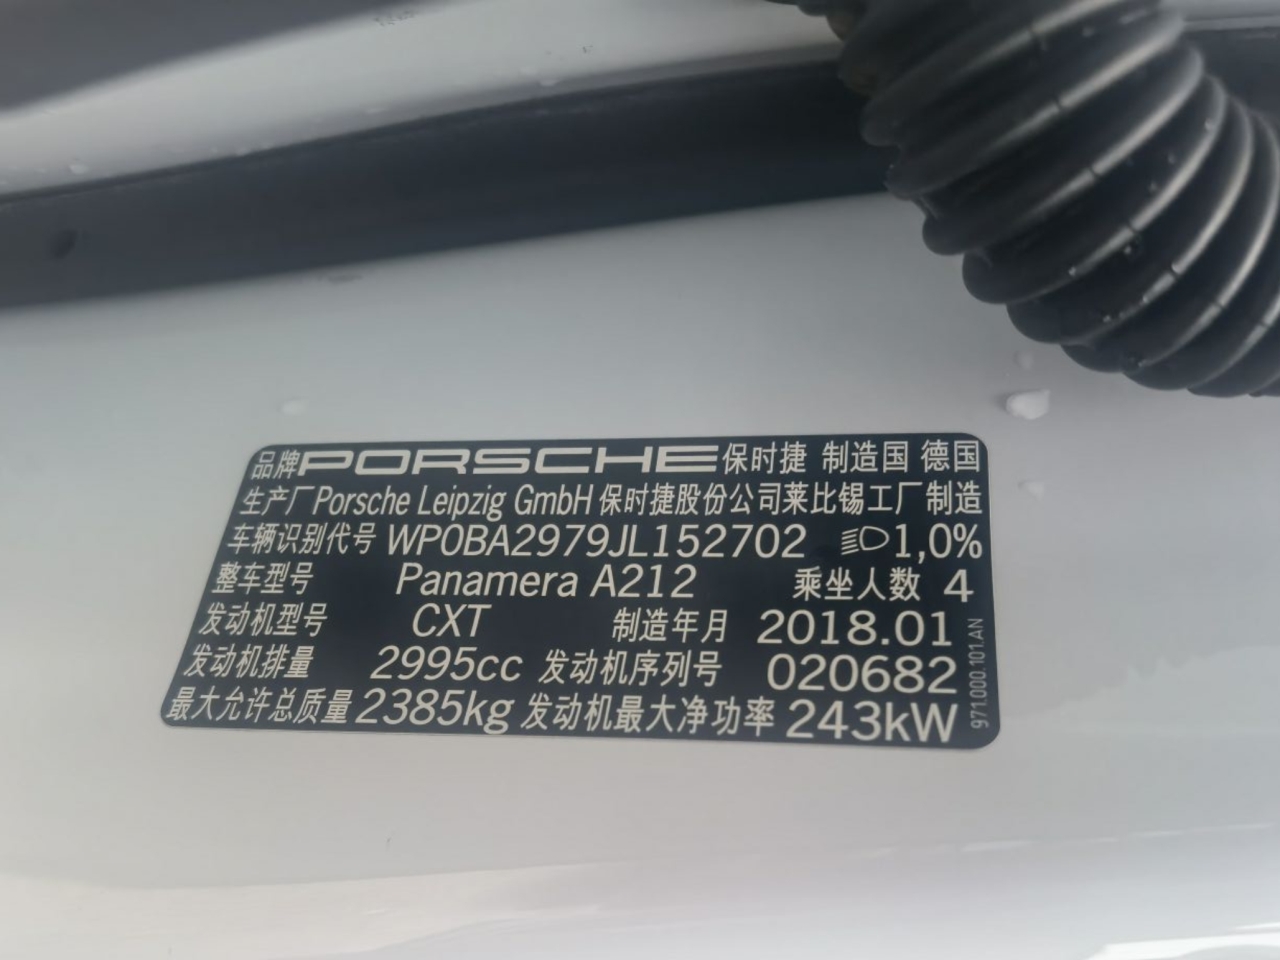 品牌PORSCHE保时捷 制造国 德国
生产厂Porsche Leipzig GmbH 保时捷股份公司莱比锡工厂制造
车辆识别代号 WP0BA2979JL152702 1,0%
整车型号 Panamera A212 乘坐人数 4
发动机型号 CXT 制造年月 2018.01
发动机排量 2995cc 发动机序列号 020682
最大允许总质量 2385kg 发动机最大净功率 243kW
971.000.101.AN